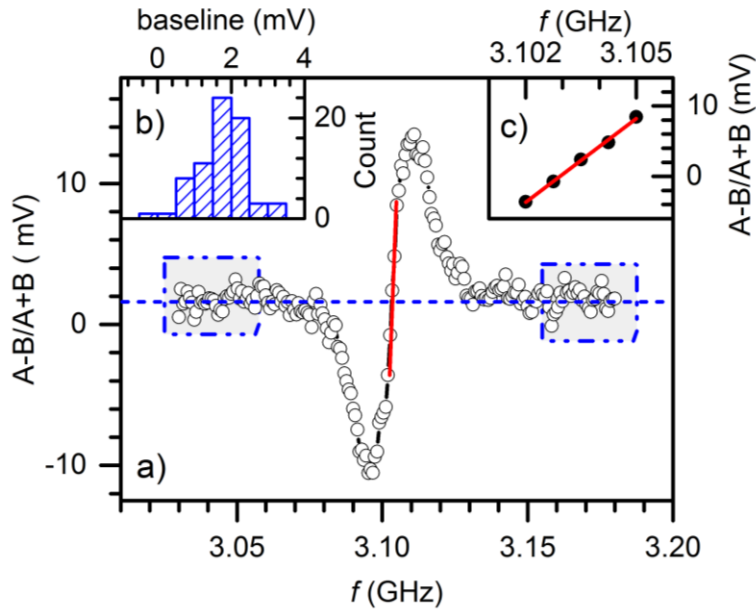 baseline (mV)
0 2 4
f (GHz)
3.102 3.105
b)
20
0
Count
c)
10
0
A-B/A+B (mV)
10
0
-10
A-B/A+B ( mV)
a)
3.05 3.10 3.15 3.20
f (GHz)